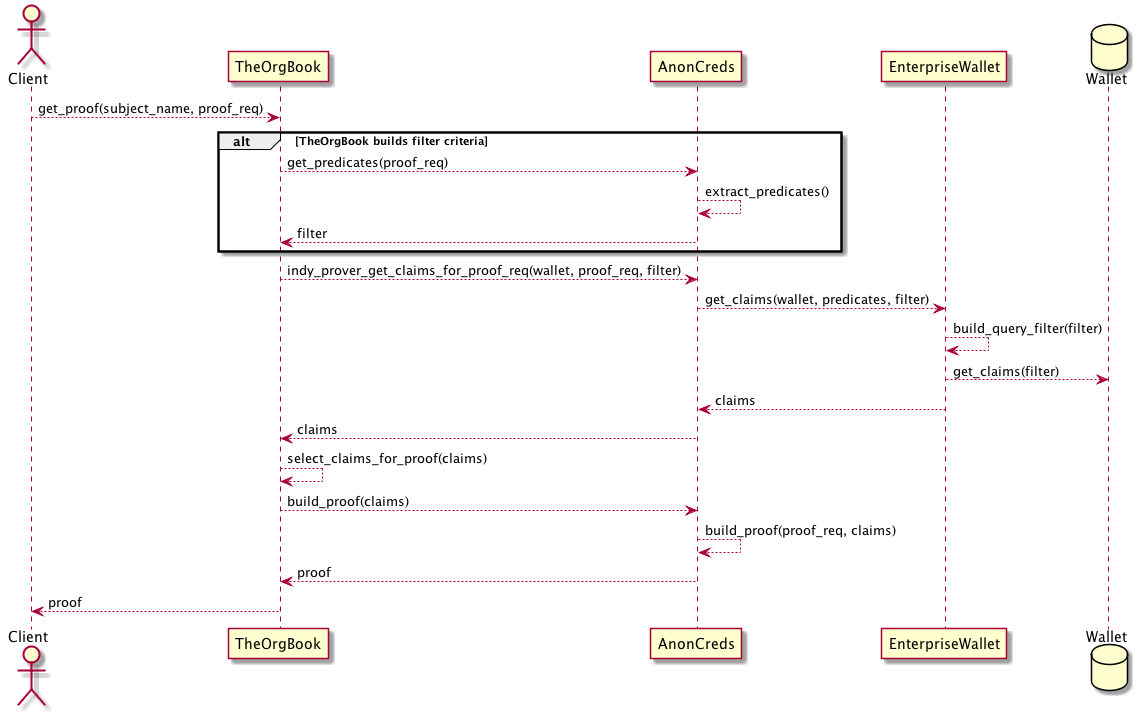 Client
TheOrgBook
AnonCreds
EnterpriseWallet
Wallet
get_proof(subject_name, proof_req)
alt
[TheOrgBook builds filter criteria]
get_predicates(proof_req)
extract_predicates()
filter
indy_prover_get_claims_for_proof_req(wallet, proof_req, filter)
get_claims(wallet, predicates, filter)
build_query_filter(filter)
get_claims(filter)
claims
claims
select_claims_for_proof(claims)
build_proof(claims)
build_proof(proof_req, claims)
proof
proof
Client
TheOrgBook
AnonCreds
EnterpriseWallet
Wallet